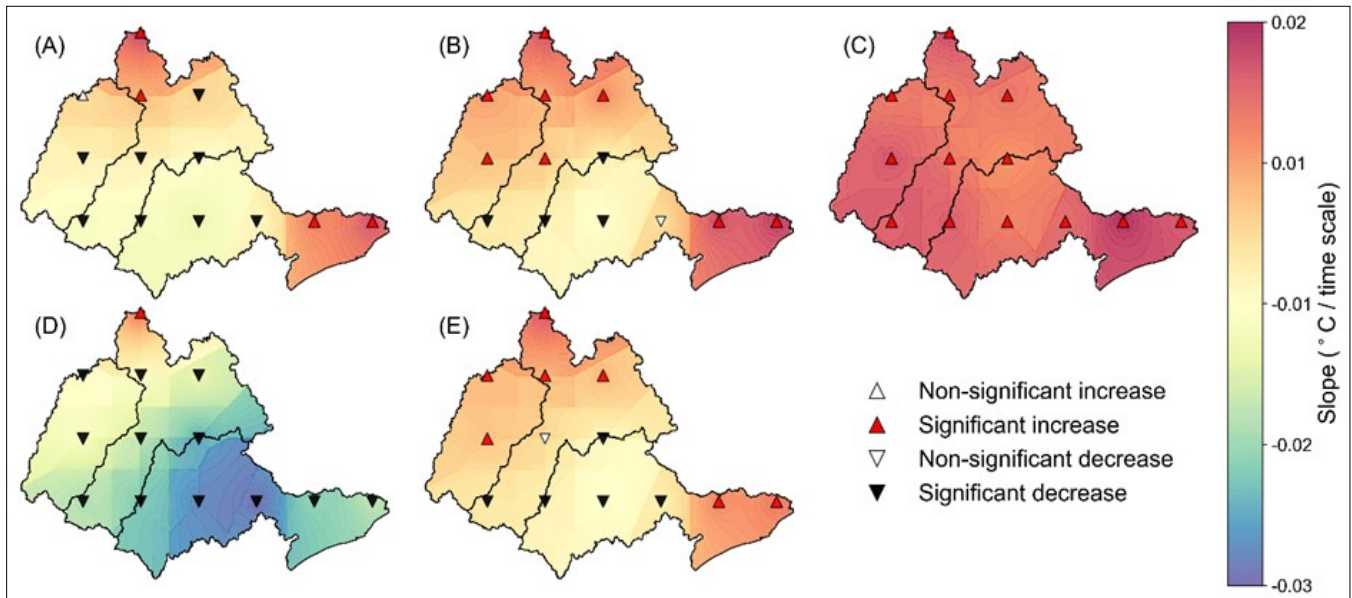 (A)
(B)
(C)
(D)
(E)
Non-significant increase
Significant increase
Non-significant decrease
Significant decrease
0.02
0.01
-0.01
-0.02
-0.03
Slope ( ° C / time scale)